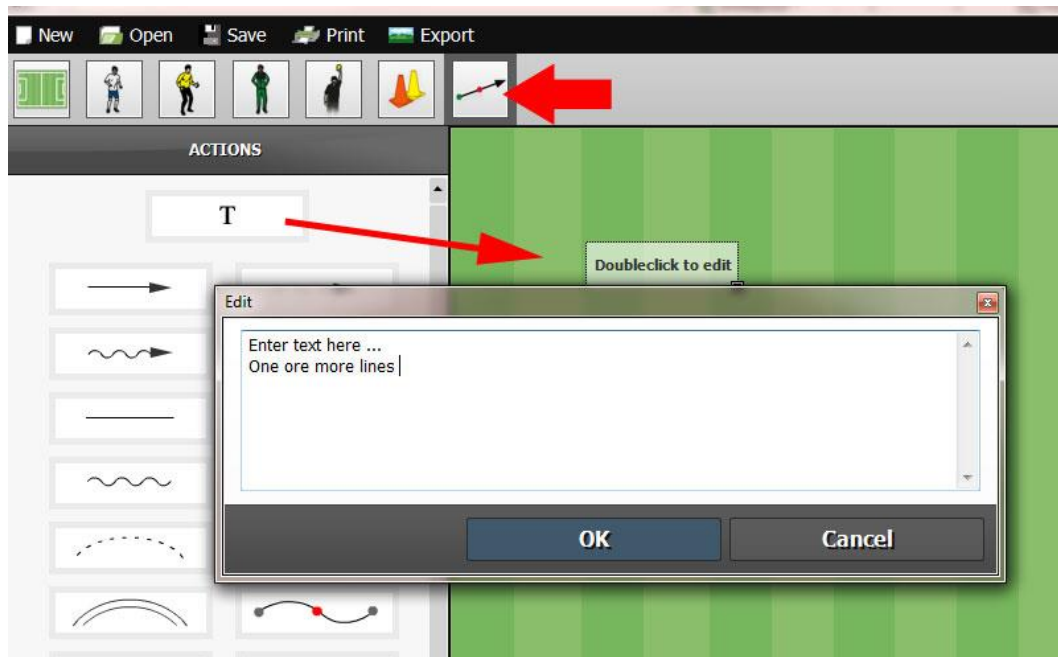 New Open Save Print Export
ACTIONS
T
Doubleclick to edit
Edit
Enter text here ...
One ore more lines
OK Cancel